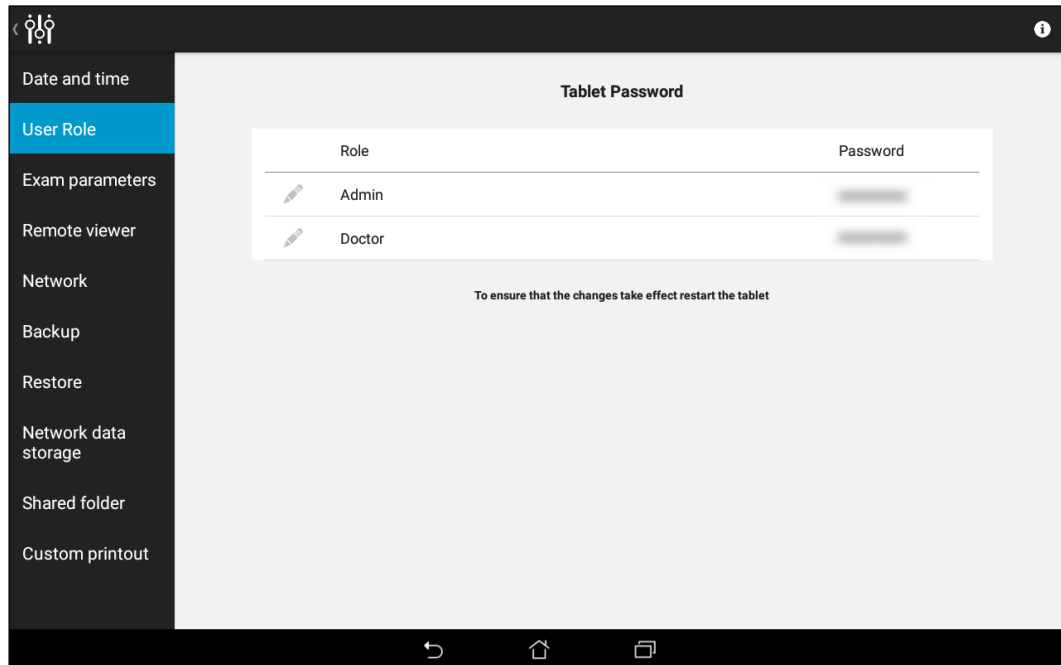 Date and time
User Role
Exam parameters
Remote viewer
Network
Backup
Restore
Network data
storage
Shared folder
Custom printout
Tablet Password
Role Password
Admin
Doctor
To ensure that the changes take effect restart the tablet